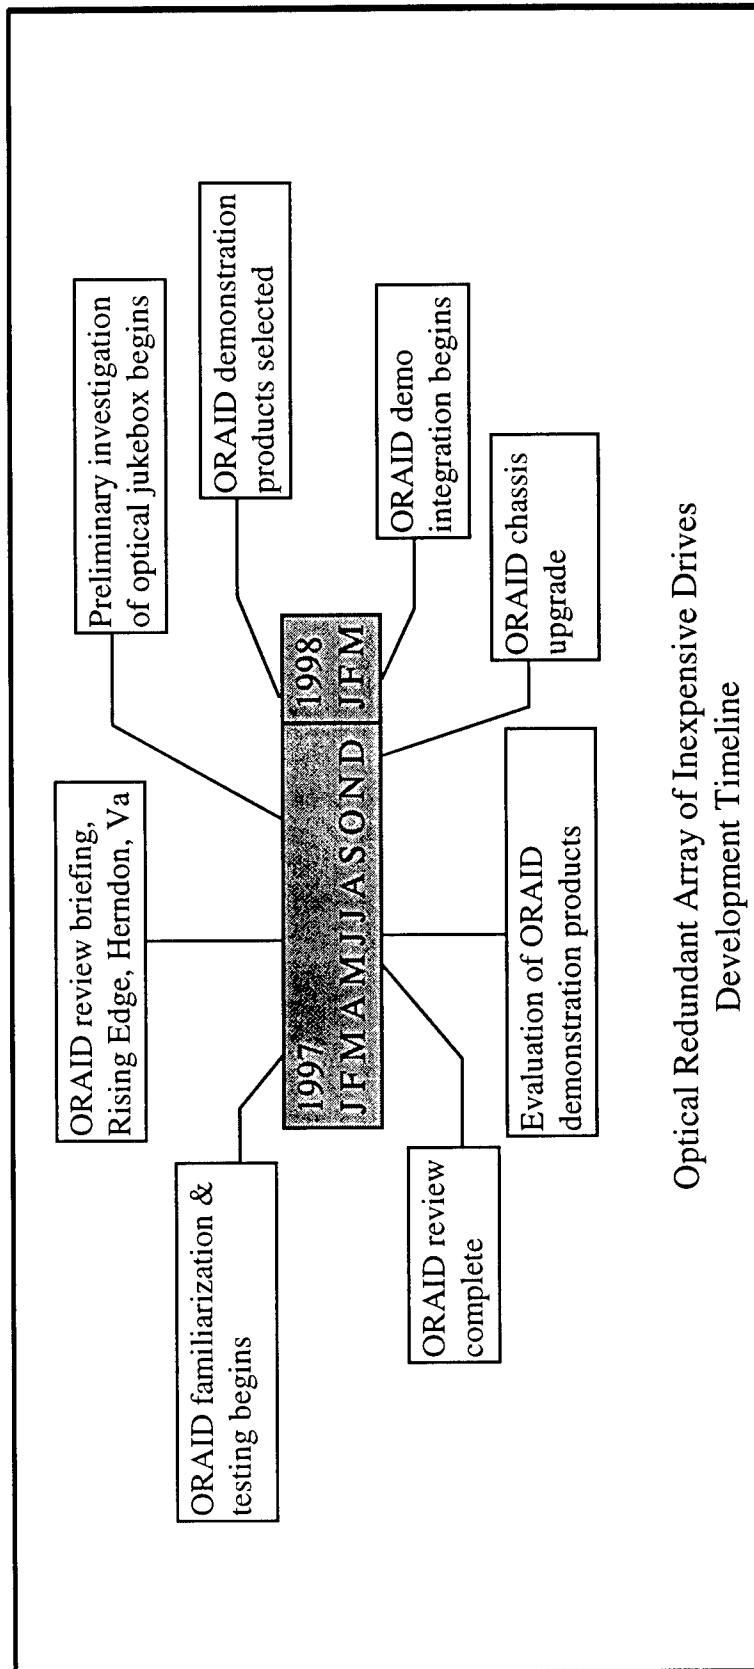 ORAID review briefing,
Rising Edge, Herndon, Va
Preliminary investigation
of optical jukebox begins
ORAID familiarization &
testing begins
ORAID demonstration
products selected
1997
1998
J F M A M J J A S O N D
J F M
ORAID review
complete
ORAID demo
integration begins
Evaluation of ORAID
demonstration products
ORAID chassis
upgrade
Optical Redundant Array of Inexpensive Drives
Development Timeline